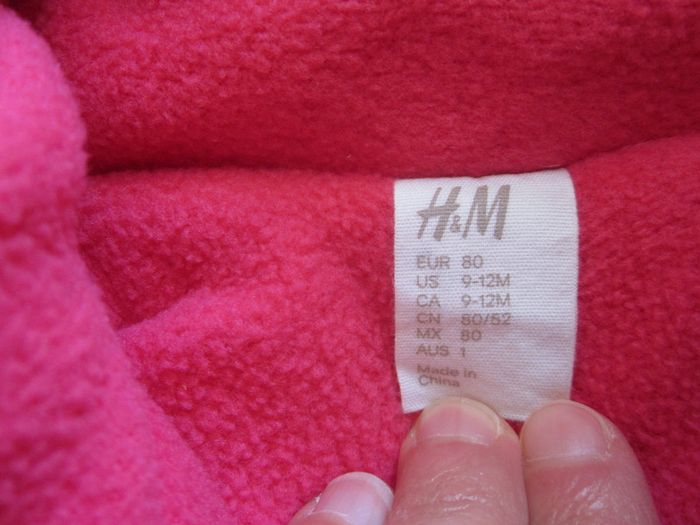 H&M
EUR 80
US 9-12M
CA 9-12M
CN 80/52
MX 80
AUS 1
Made in
China